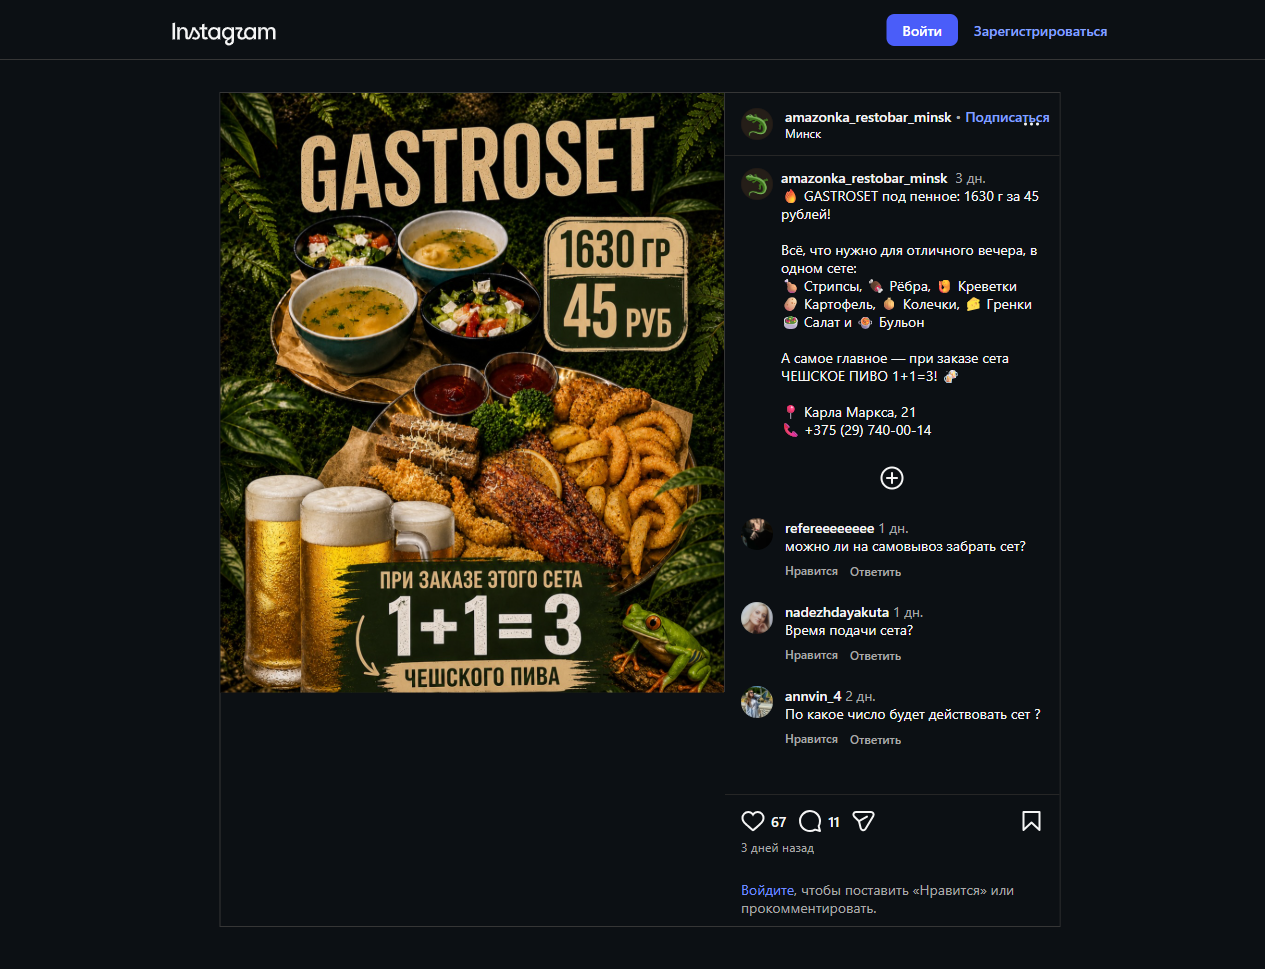 Instagram
Войти
Зарегистрироваться
GASTROSET
1630 ГР
45 РУБ
ПРИ ЗАКАЗЕ ЭТОГО СЕТА
1+1=3
ЧЕШСКОГО ПИВА
amazonka_restobar_minsk • Подписаться
Минск
amazonka_restobar_minsk 3 дн.
🔥 GASTROSET под пенное: 1630 г за 45
рублей!
Всё, что нужно для отличного вечера, в
одном сете:
🍗 Стрипсы, 🍖 Рёбра, 🍤 Креветки
🥔 Картофель, 🧅 Колечки, 🧀 Гренки
🥗 Салат и 🍲 Бульон
А самое главное — при заказе сета
ЧЕШСКОЕ ПИВО 1+1=3! 🍻
📍 Карла Маркса, 21
📞 +375 (29) 740-00-14
refereeeeeeee 1 дн.
можно ли на самовывоз забрать сет?
Нравится Ответить
nadezhdayakuta 1 дн.
Время подачи сета?
Нравится Ответить
annvin_4 2 дн.
По какое число будет действовать сет ?
Нравится Ответить
67 11
3 дней назад
Войдите, чтобы поставить «Нравится» или
прокомментировать.